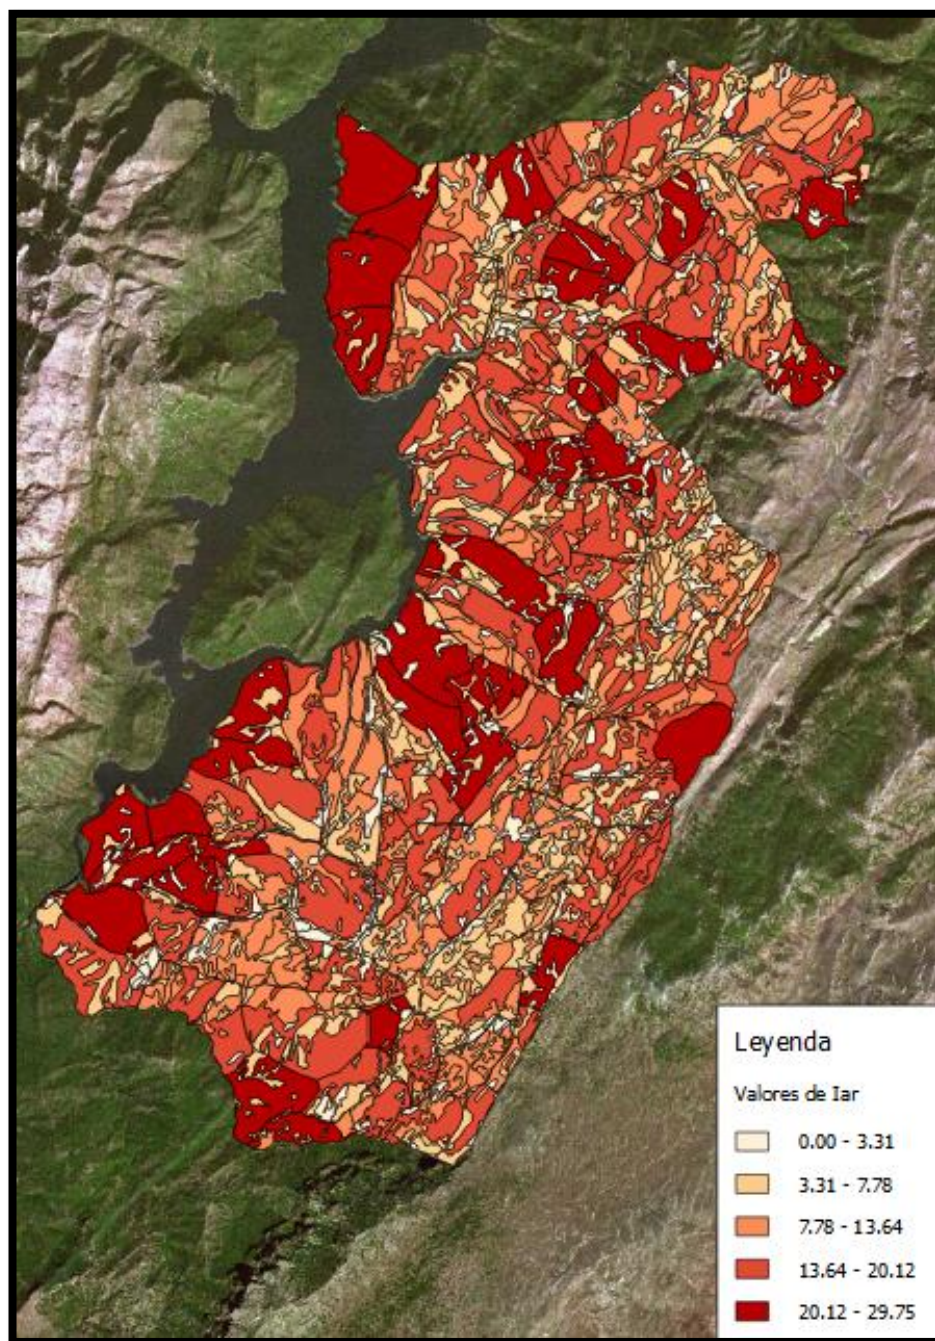 Leyenda
Valores de Iar
0.00 - 3.31
3.31 - 7.78
7.78 - 13.64
13.64 - 20.12
20.12 - 29.75